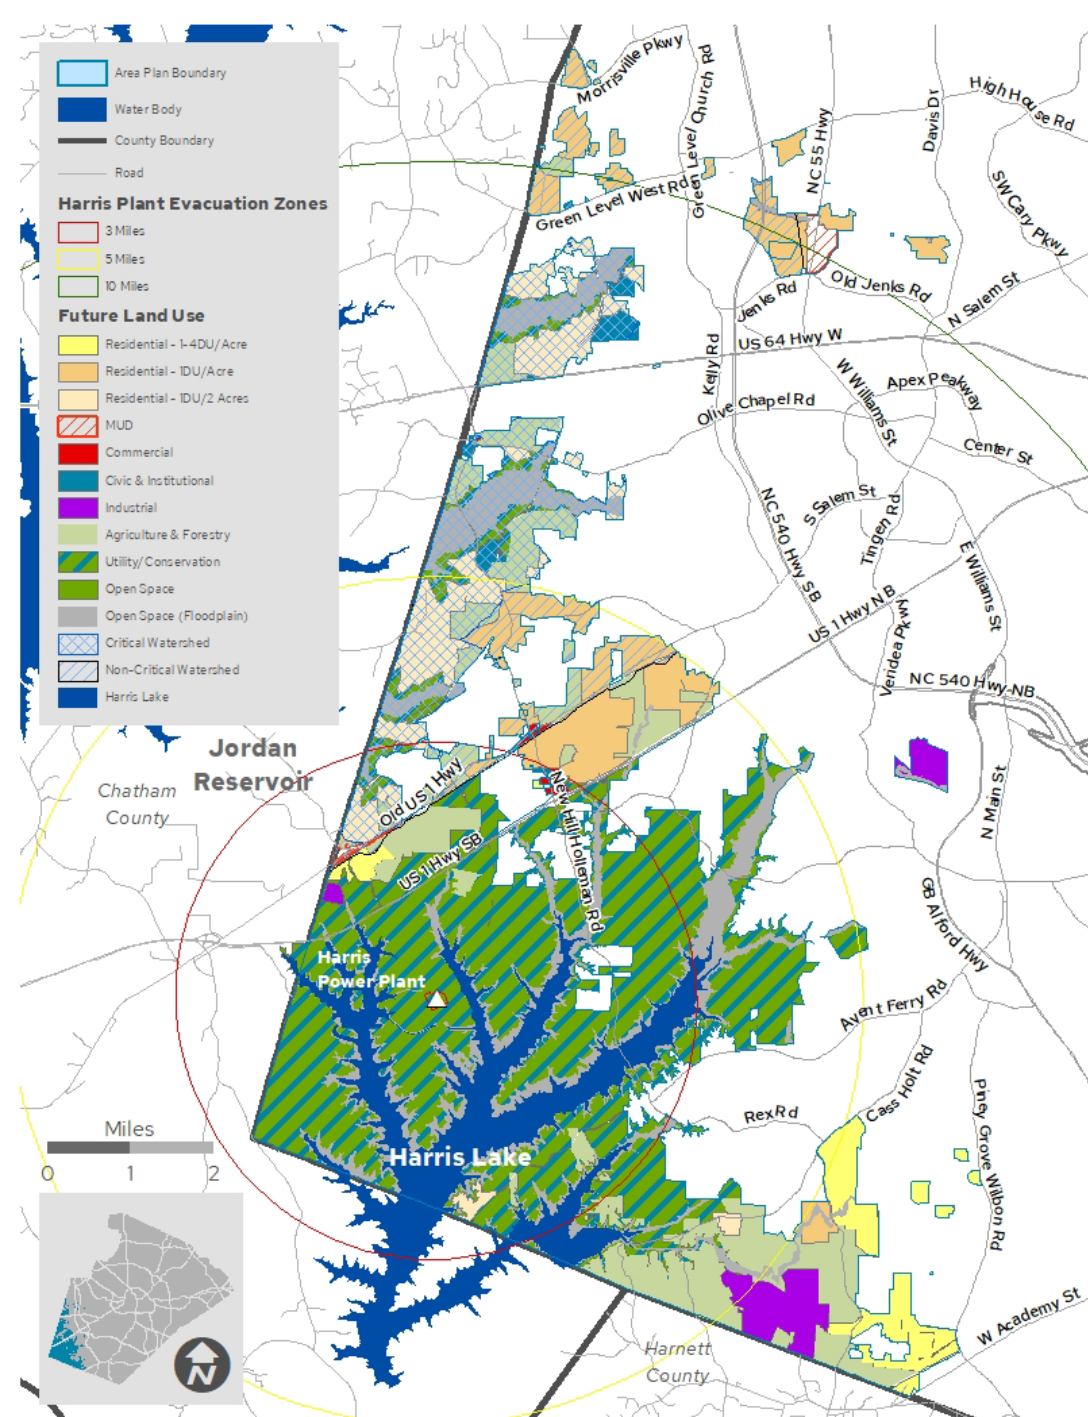 Area Plan Boundary
Water Body
County Boundary
Road
Harris Plant Evacuation Zones
3 Miles
5 Miles
10 Miles
Future Land Use
Residential - 1-4DU/Acre
Residential - 1DU/Acre
Residential - 1DU/2 Acres
MUD
Commercial
Civic & Institutional
Industrial
Agriculture & Forestry
Utility/Conservation
Open Space
Open Space (Floodplain)
Critical Watershed
Non-Critical Watershed
Harris Lake
Morrisville Pkwy
Green Level Church Rd
NC 55 Hwy
Davis Dr
High House Rd
Green Level West Rd
SW Cary Pkwy
Jenks Rd
Old Jenks Rd
N Salem St
US 64 Hwy W
Kelly Rd
W Williams St
Apex Peakway
Olive Chapel Rd
Center St
NC 540 Hwy SB
S Salem St
Tingen Rd
E Williams St
US 1 Hwy NB
Veridea Pkwy
NC 540 Hwy NB
Jordan
Reservoir
Chatham
County
Old US 1 Hwy
US 1 Hwy SB
New Hill Holleman Rd
N Main St
GB Alford Hwy
Harris
Power Plant
Avent Ferry Rd
Cass Holt Rd
Rex Rd
Piney Grove Wilbon Rd
Harris Lake
Miles
0 1 2
W Academy St
Harnett
County
N